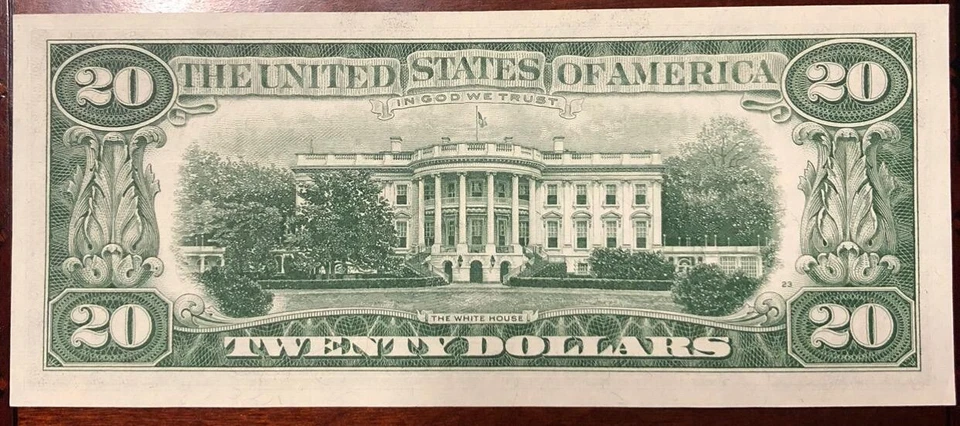 20 THE UNITED STATES OF AMERICA 20
IN GOD WE TRUST
23
THE WHITE HOUSE
20 TWENTY DOLLARS 20